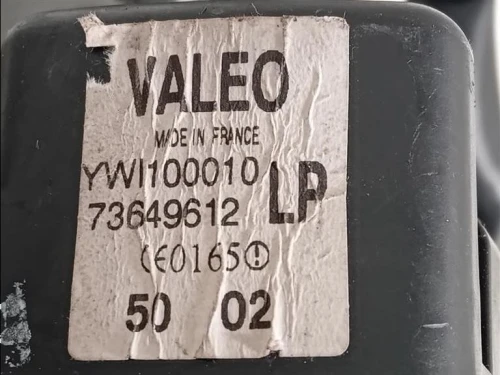 VALEO
MADE IN FRANCE
YWI100010 LP
73649612
CE0165
50 02